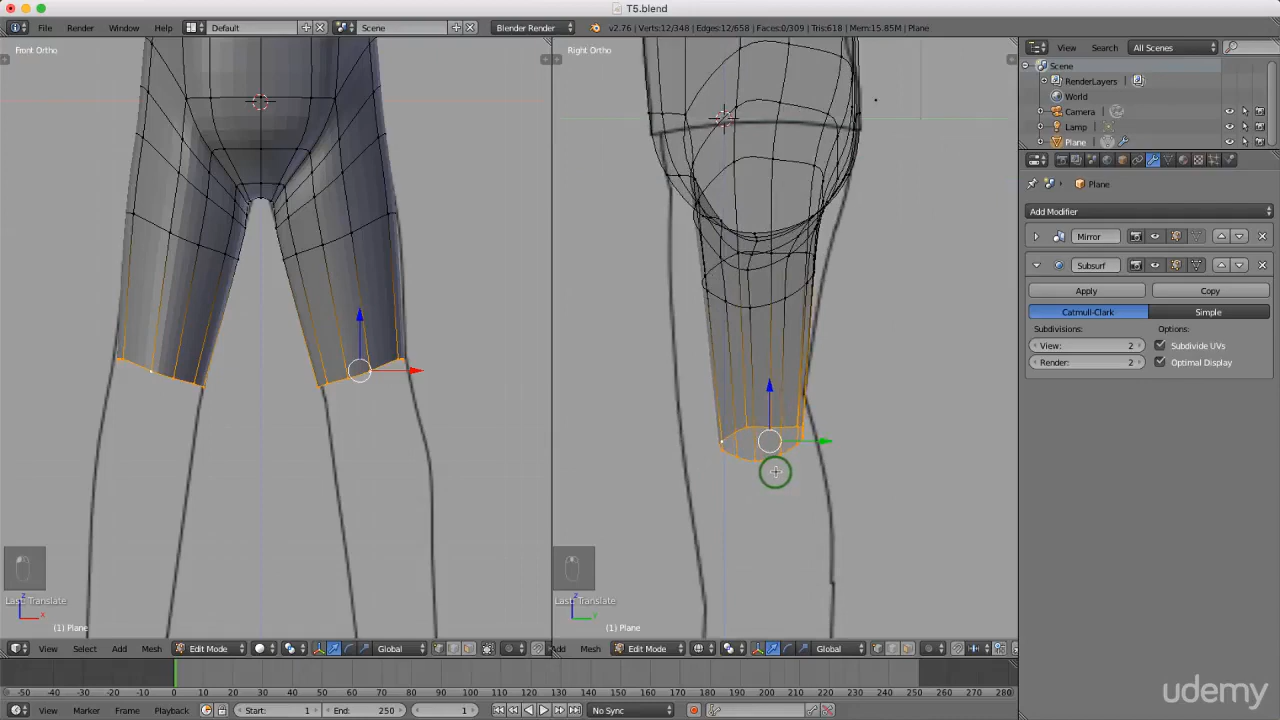 T5.blend
File Render Window Help Default Scene Blender Render v2.76 | Verts:12/348 | Edges:12/658 | Faces:0/309 | Tris:618 | Mem:15.85M | Plane
View Search All Scenes
Front Ortho
Right Ortho
Scene
RenderLayers
World
Camera
Lamp
Plane
Plane
Add Modifier
Mirror
Subsurf
Apply Copy
Catmull-Clark Simple
Subdivisions: Options:
View: 2 Subdivide UVs
Render: 2 Optimal Display
Last: Translate
Last: Translate
z x
z y
(1) Plane
(1) Plane
View Select Add Mesh Edit Mode Global
Add Mesh Edit Mode Global
-50 -40 -30 -20 -10 0 10 20 30 40 50 60 70 80 90 100 110 120 130 140 150 160 170 180 190 200 210 220 230 240 250 260 270 280
View Marker Frame Playback Start: 1 End: 250 1 No Sync
udemy